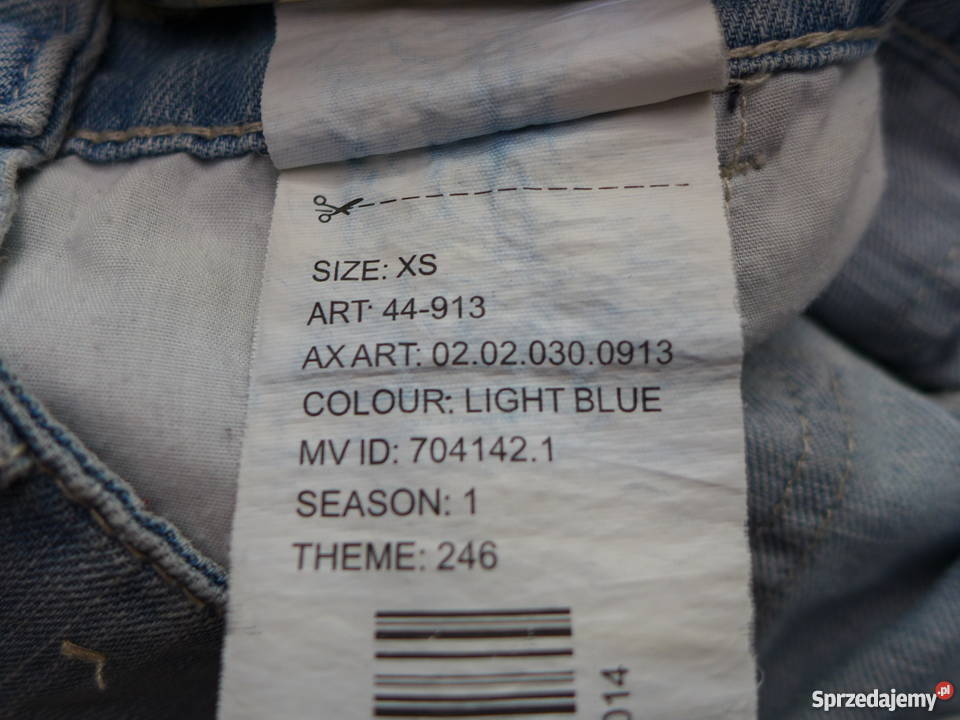 SIZE: XS
ART: 44-913
AX ART: 02.02.030.0913
COLOUR: LIGHT BLUE
MV ID: 704142.1
SEASON: 1
THEME: 246
014
Sprzedajemy.pl